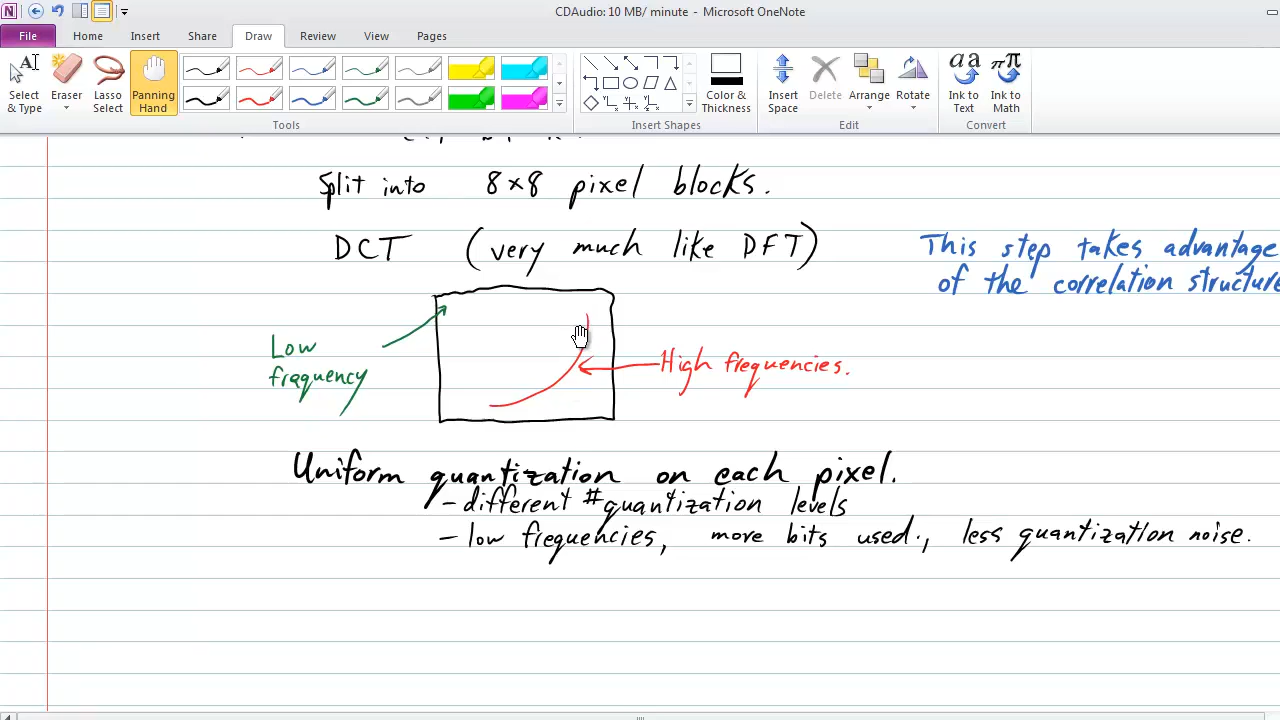 CDAudio: 10 MB/ minute - Microsoft OneNote
File Home Insert Share Draw Review View Pages
Select & Type
Eraser
Lasso Select
Panning Hand
Color & Thickness
Insert Space
Delete
Arrange
Rotate
Ink to Text
Ink to Math
Tools Insert Shapes Edit Convert
Split into 8x8 pixel blocks.
DCT (very much like DFT)
This step takes advantage
of the correlation structure
Low
frequency
High frequencies.
Uniform quantization on each pixel.
- different # quantization levels
- low frequencies, more bits used., less quantization noise.